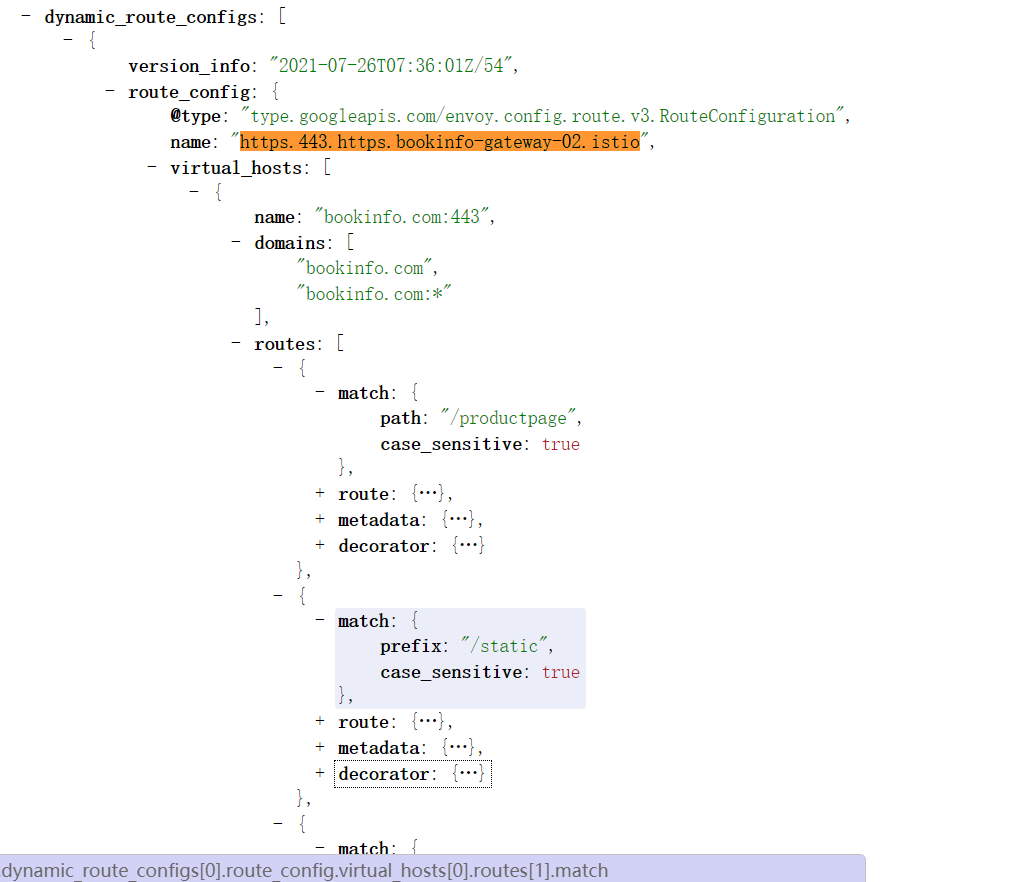 - dynamic_route_configs: [
- {
version_info: "2021-07-26T07:36:01Z/54",
- route_config: {
@type: "type.googleapis.com/envoy.config.route.v3.RouteConfiguration",
name: "https.443.https.bookinfo-gateway-02.istio",
- virtual_hosts: [
- {
name: "bookinfo.com:443",
- domains: [
"bookinfo.com",
"bookinfo.com:*"
],
- routes: [
- {
- match: {
path: "/productpage",
case_sensitive: true
},
+ route: {…},
+ metadata: {…},
+ decorator: {…}
},
- {
- match: {
prefix: "/static",
case_sensitive: true
},
+ route: {…},
+ metadata: {…},
+ decorator: {…}
},
- {
- match: {
.dynamic_route_configs[0].route_config.virtual_hosts[0].routes[1].match